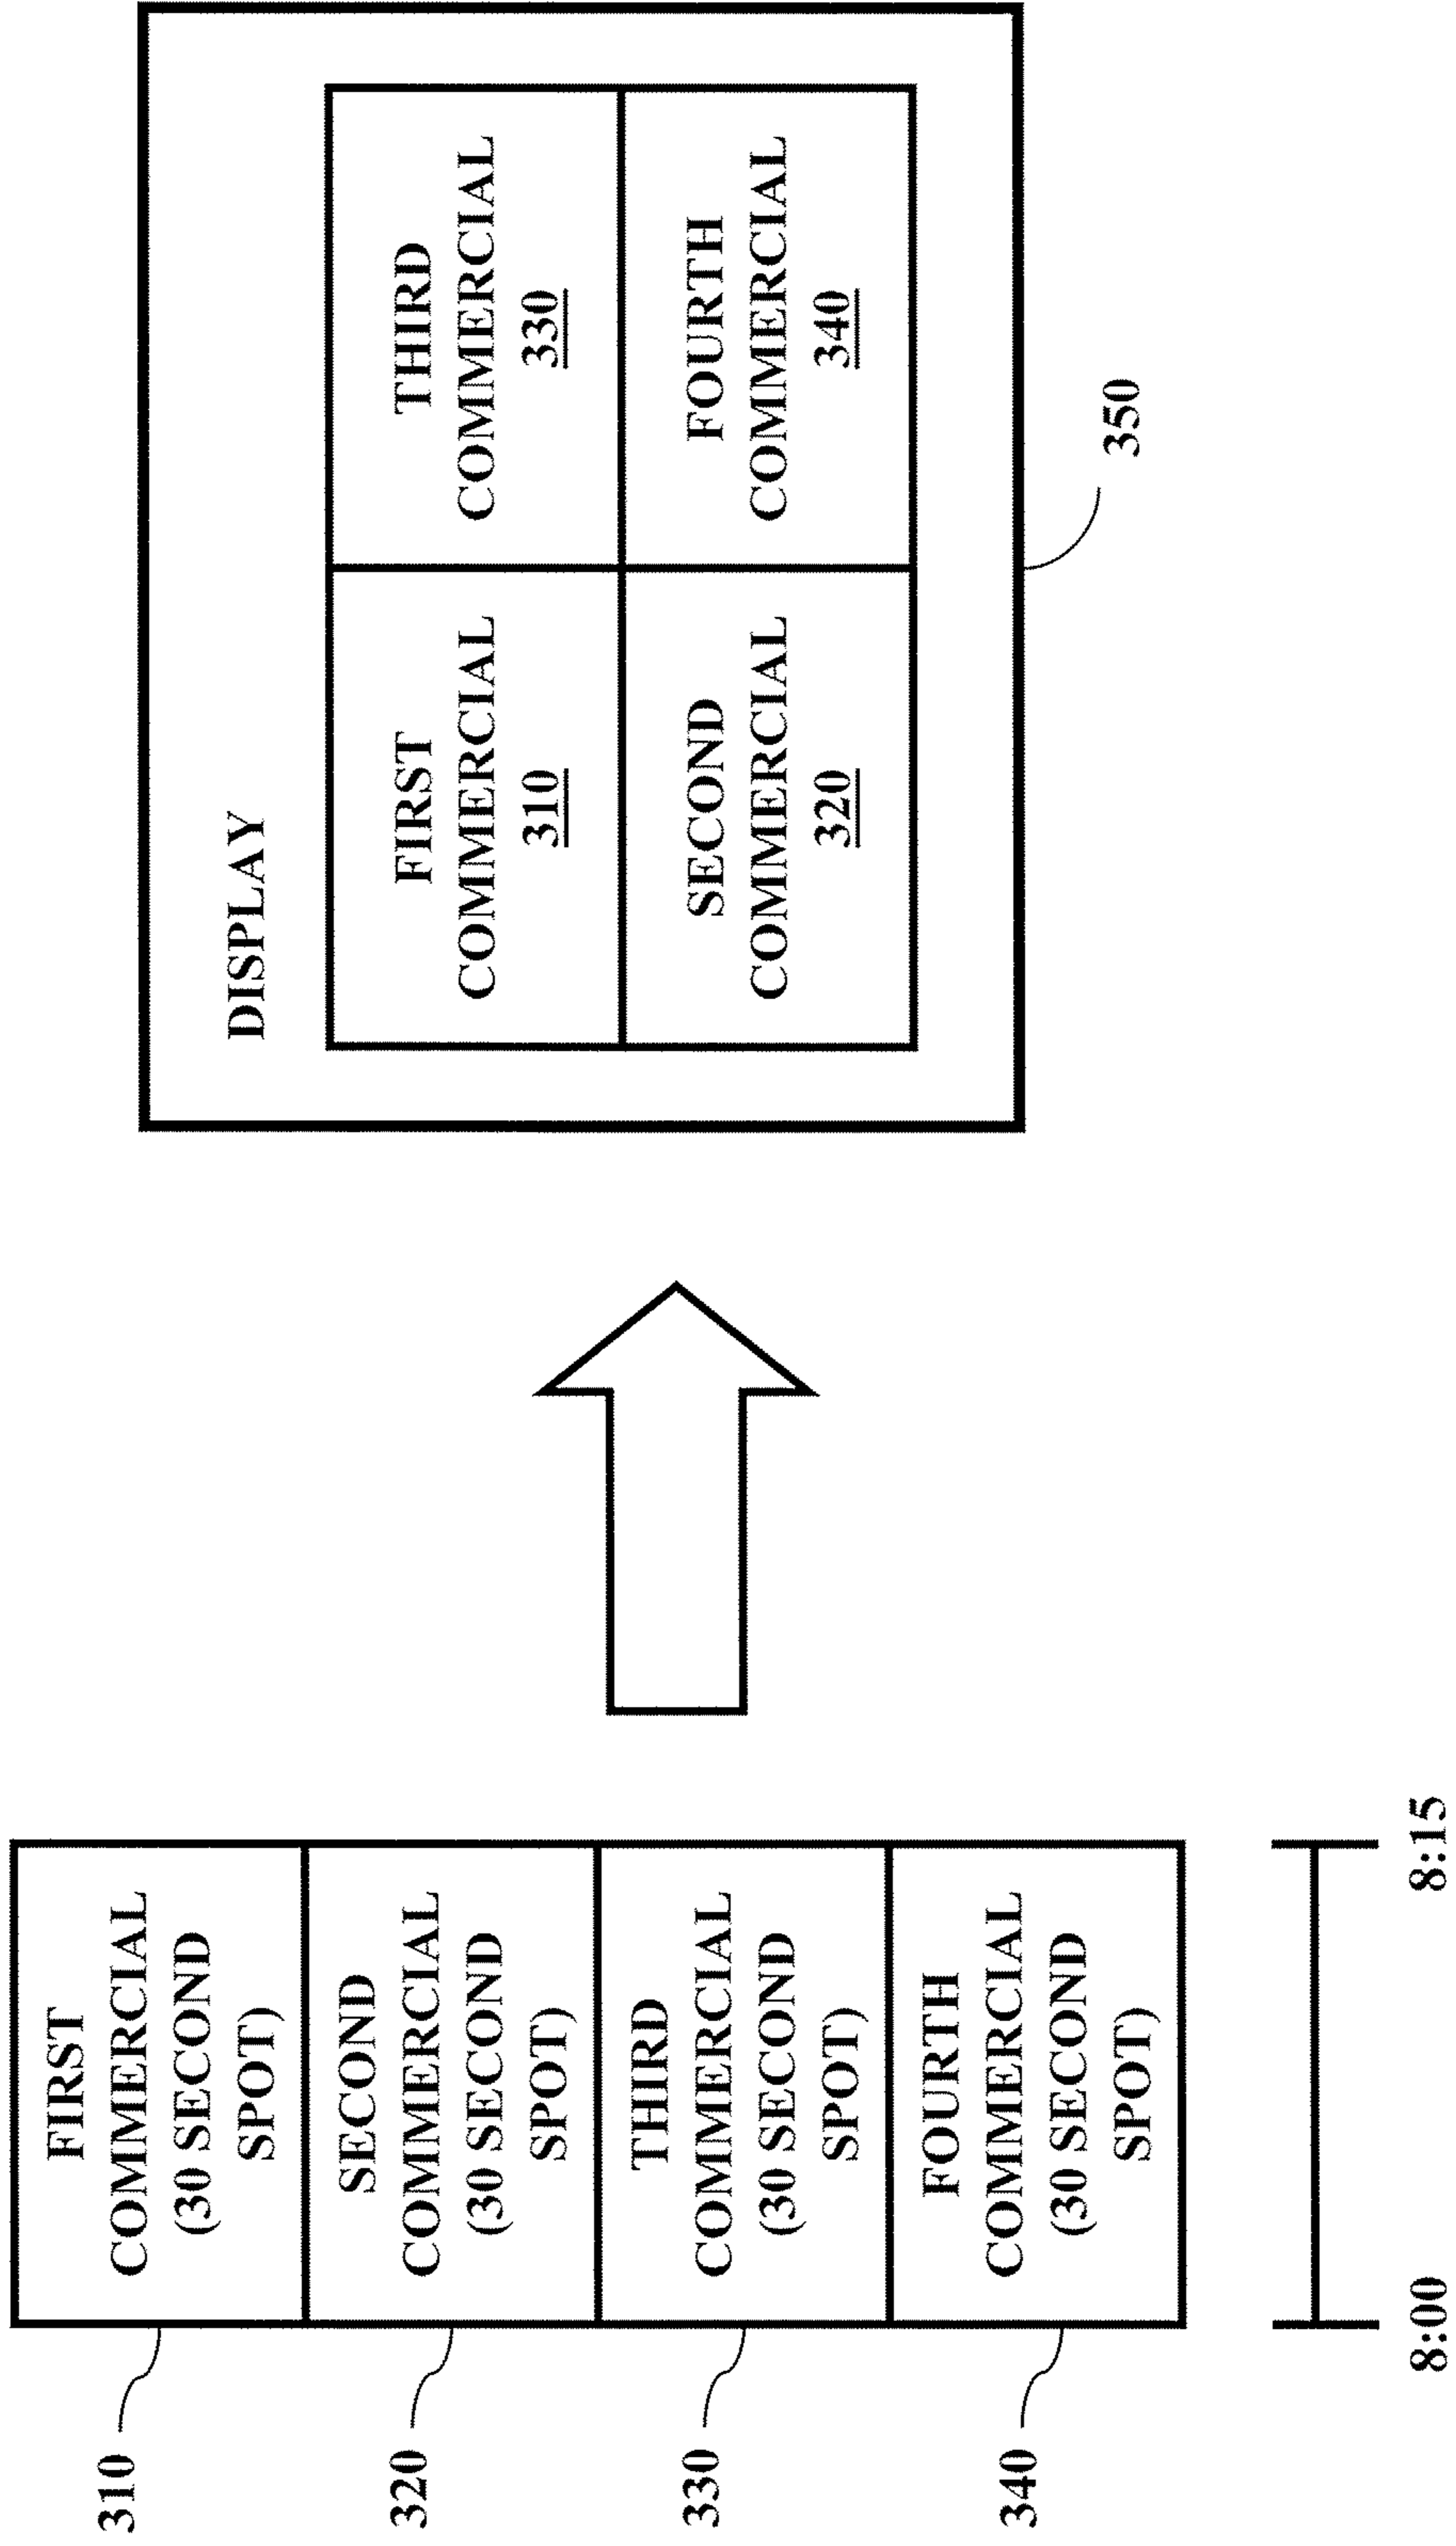 310
FIRST
COMMERCIAL
(30 SECOND
SPOT)
320
SECOND
COMMERCIAL
(30 SECOND
SPOT)
330
THIRD
COMMERCIAL
(30 SECOND
SPOT)
340
FOURTH
COMMERCIAL
(30 SECOND
SPOT)
8:00
8:15
DISPLAY
FIRST
COMMERCIAL
310
THIRD
COMMERCIAL
330
SECOND
COMMERCIAL
320
FOURTH
COMMERCIAL
340
350